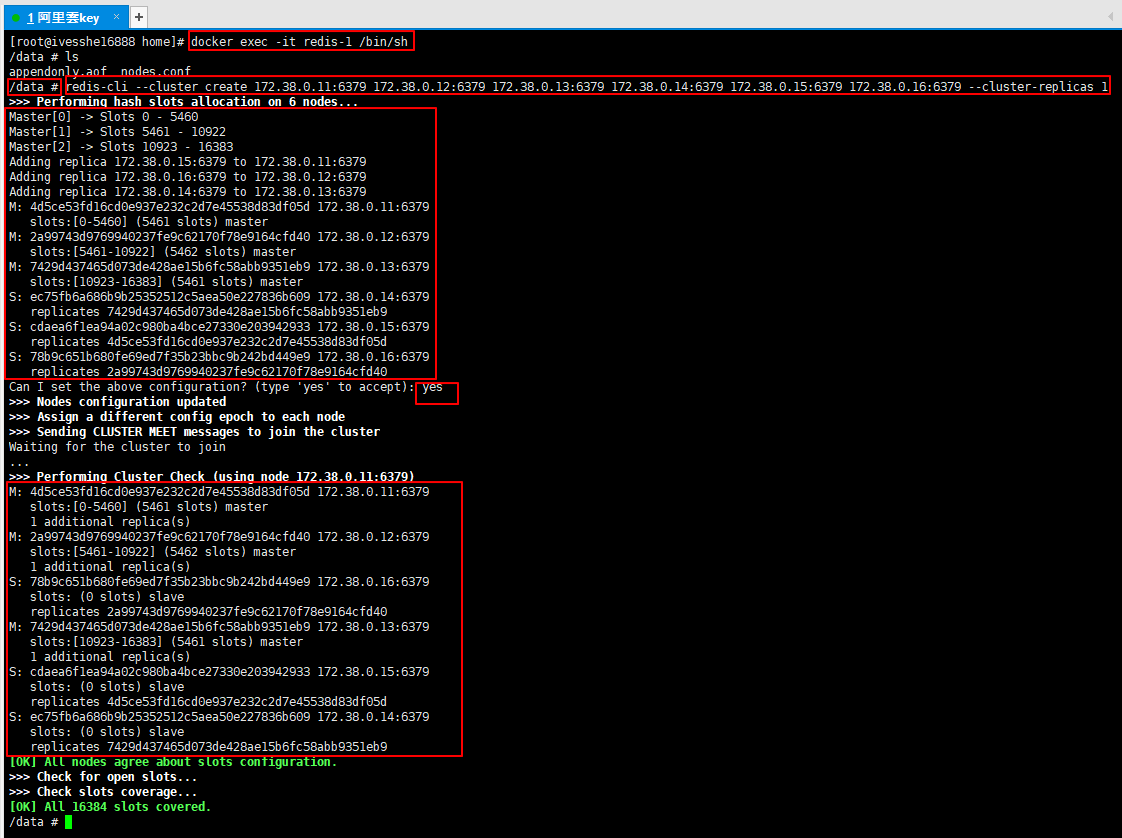 1 阿里雲key × +
[root@ivesshe16888 home]# docker exec -it redis-1 /bin/sh
/data # ls
appendonly.aof  nodes.conf
/data # redis-cli --cluster create 172.38.0.11:6379 172.38.0.12:6379 172.38.0.13:6379 172.38.0.14:6379 172.38.0.15:6379 172.38.0.16:6379 --cluster-replicas 1
>>> Performing hash slots allocation on 6 nodes...
Master[0] -> Slots 0 - 5460
Master[1] -> Slots 5461 - 10922
Master[2] -> Slots 10923 - 16383
Adding replica 172.38.0.15:6379 to 172.38.0.11:6379
Adding replica 172.38.0.16:6379 to 172.38.0.12:6379
Adding replica 172.38.0.14:6379 to 172.38.0.13:6379
M: 4d5ce53fd16cd0e937e232c2d7e45538d83df05d 172.38.0.11:6379
   slots:[0-5460] (5461 slots) master
M: 2a99743d9769940237fe9c62170f78e9164cfd40 172.38.0.12:6379
   slots:[5461-10922] (5462 slots) master
M: 7429d437465d073de428ae15b6fc58abb9351eb9 172.38.0.13:6379
   slots:[10923-16383] (5461 slots) master
S: ec75fb6a686b9b25352512c5aea50e227836b609 172.38.0.14:6379
   replicates 7429d437465d073de428ae15b6fc58abb9351eb9
S: cdaea6f1ea94a02c980ba4bce27330e203942933 172.38.0.15:6379
   replicates 4d5ce53fd16cd0e937e232c2d7e45538d83df05d
S: 78b9c651b680fe69ed7f35b23bbc9b242bd449e9 172.38.0.16:6379
   replicates 2a99743d9769940237fe9c62170f78e9164cfd40
Can I set the above configuration? (type 'yes' to accept): yes
>>> Nodes configuration updated
>>> Assign a different config epoch to each node
>>> Sending CLUSTER MEET messages to join the cluster
Waiting for the cluster to join
...
>>> Performing Cluster Check (using node 172.38.0.11:6379)
M: 4d5ce53fd16cd0e937e232c2d7e45538d83df05d 172.38.0.11:6379
   slots:[0-5460] (5461 slots) master
   1 additional replica(s)
M: 2a99743d9769940237fe9c62170f78e9164cfd40 172.38.0.12:6379
   slots:[5461-10922] (5462 slots) master
   1 additional replica(s)
S: 78b9c651b680fe69ed7f35b23bbc9b242bd449e9 172.38.0.16:6379
   slots: (0 slots) slave
   replicates 2a99743d9769940237fe9c62170f78e9164cfd40
M: 7429d437465d073de428ae15b6fc58abb9351eb9 172.38.0.13:6379
   slots:[10923-16383] (5461 slots) master
   1 additional replica(s)
S: cdaea6f1ea94a02c980ba4bce27330e203942933 172.38.0.15:6379
   slots: (0 slots) slave
   replicates 4d5ce53fd16cd0e937e232c2d7e45538d83df05d
S: ec75fb6a686b9b25352512c5aea50e227836b609 172.38.0.14:6379
   slots: (0 slots) slave
   replicates 7429d437465d073de428ae15b6fc58abb9351eb9
[OK] All nodes agree about slots configuration.
>>> Check for open slots...
>>> Check slots coverage...
[OK] All 16384 slots covered.
/data #